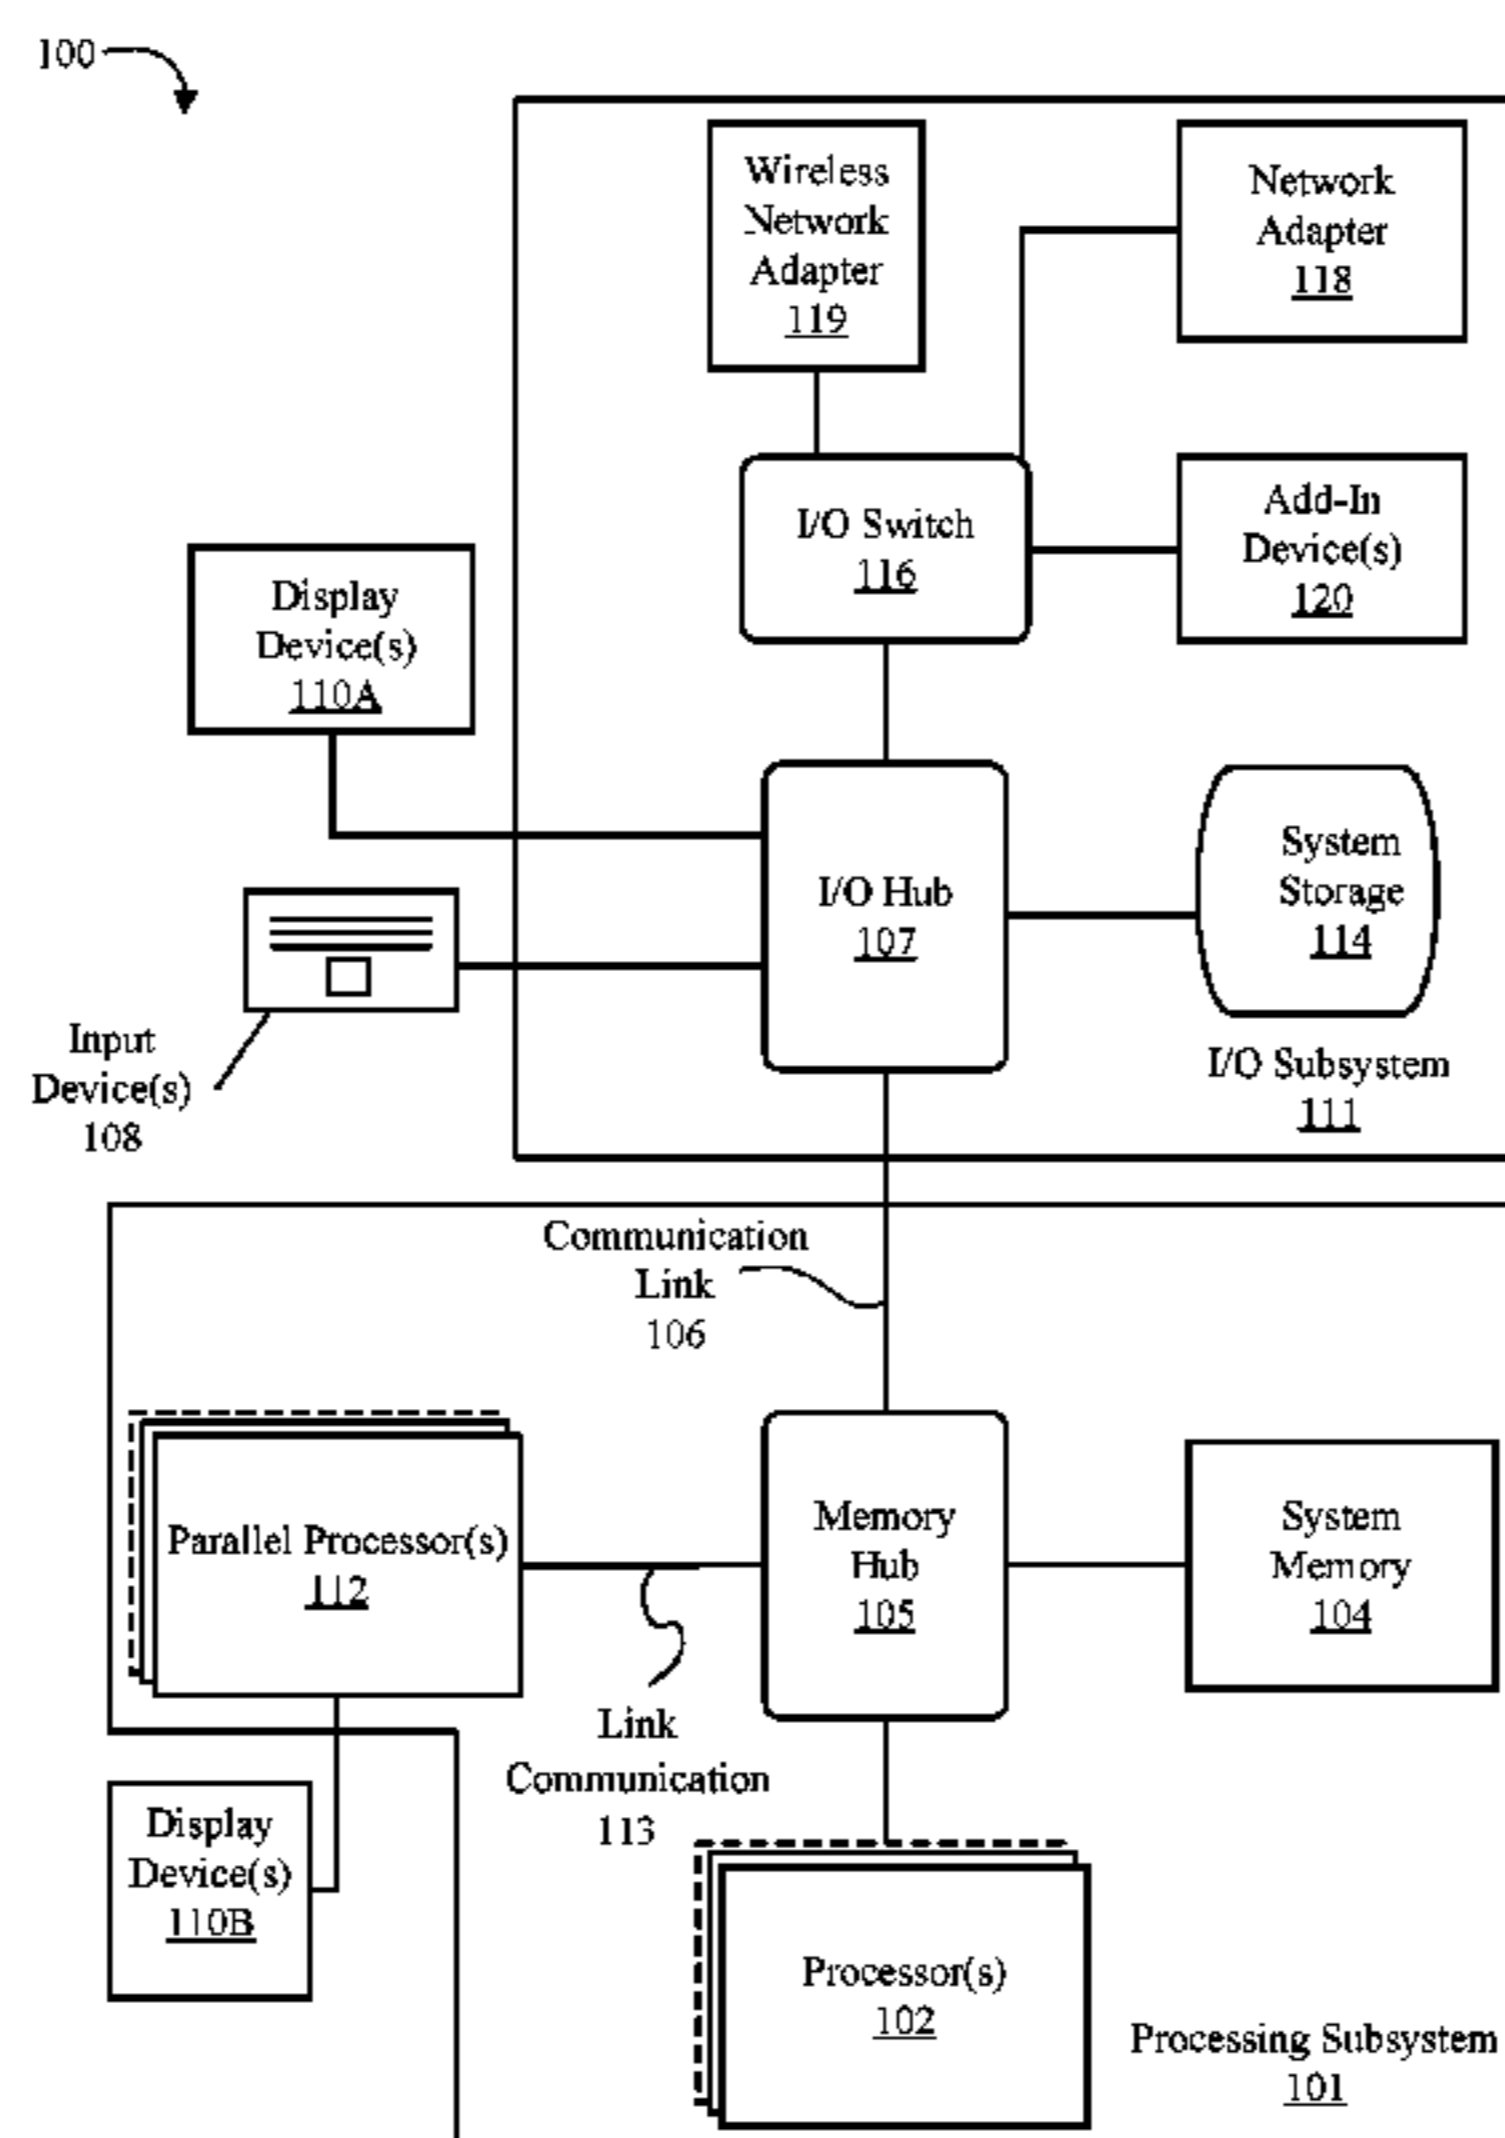 100
Wireless
Network
Adapter
119
Network
Adapter
118
I/O Switch
116
Add-In
Device(s)
120
Display
Device(s)
110A
I/O Hub
107
System
Storage
114
Input
Device(s)
108
I/O Subsystem
111
Communication
Link
106
Parallel Processor(s)
112
Memory
Hub
105
System
Memory
104
Link
Communication
113
Display
Device(s)
110B
Processor(s)
102
Processing Subsystem
101